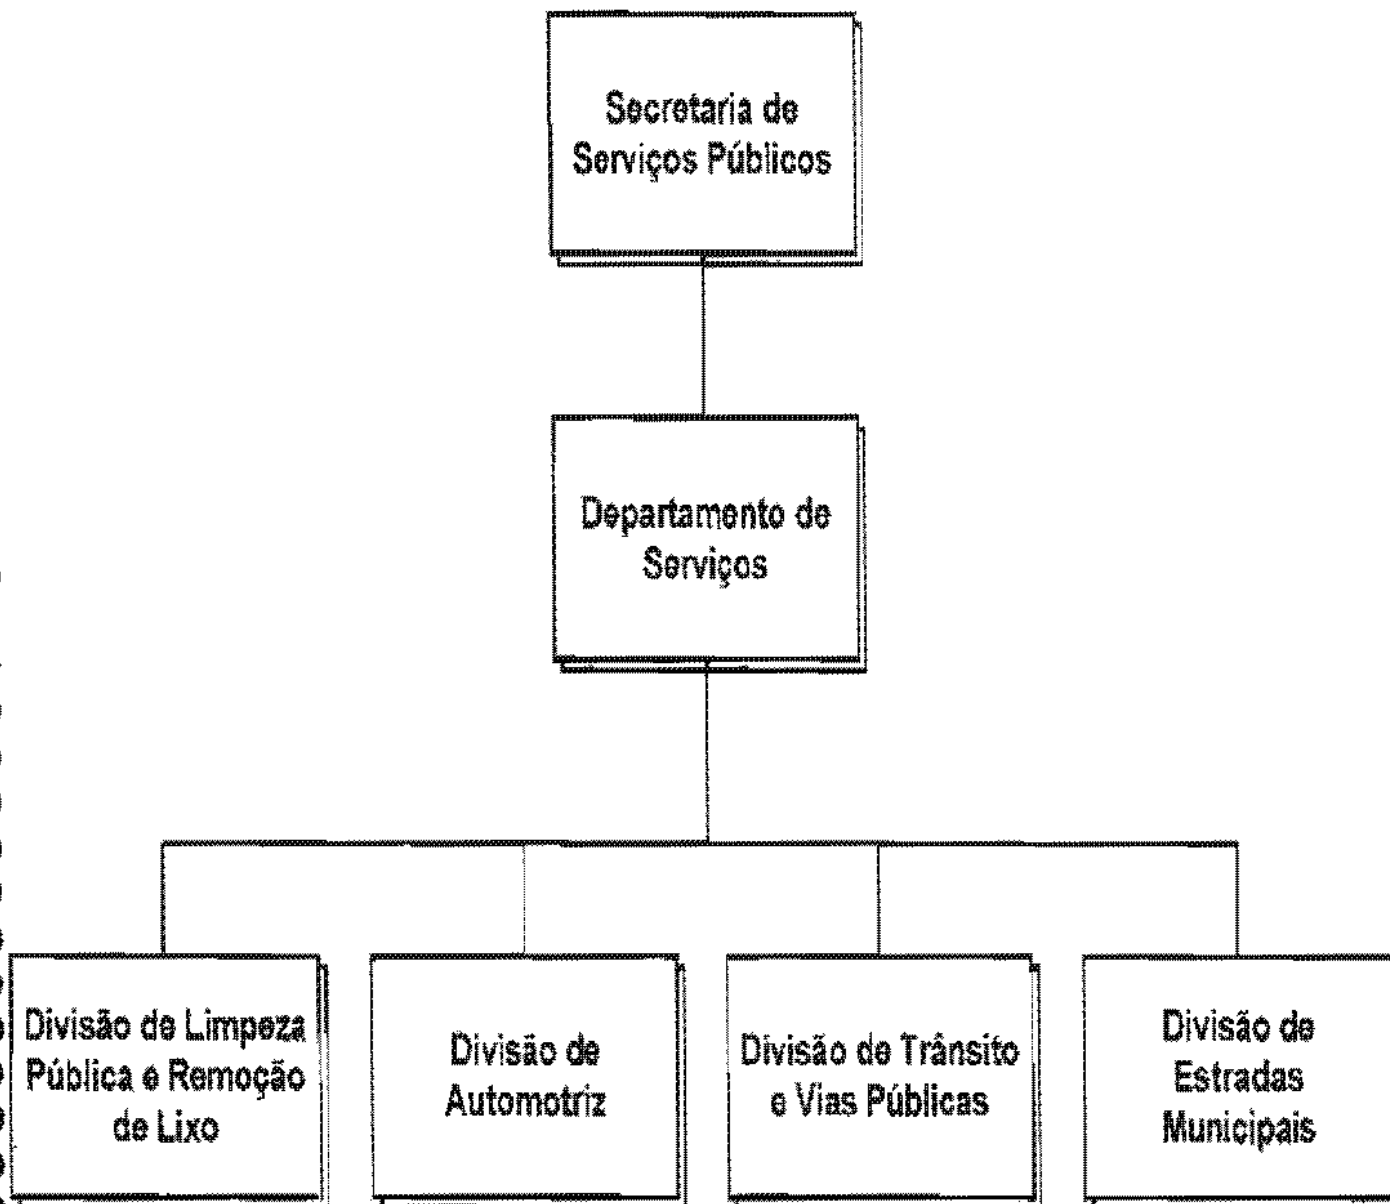 Secretaria de
Serviços Públicos
Departamento de
Serviços
Divisão de Limpeza
Pública e Remoção
de Lixo
Divisão de
Automotriz
Divisão de Trânsito
e Vias Públicas
Divisão de
Estradas
Municipais